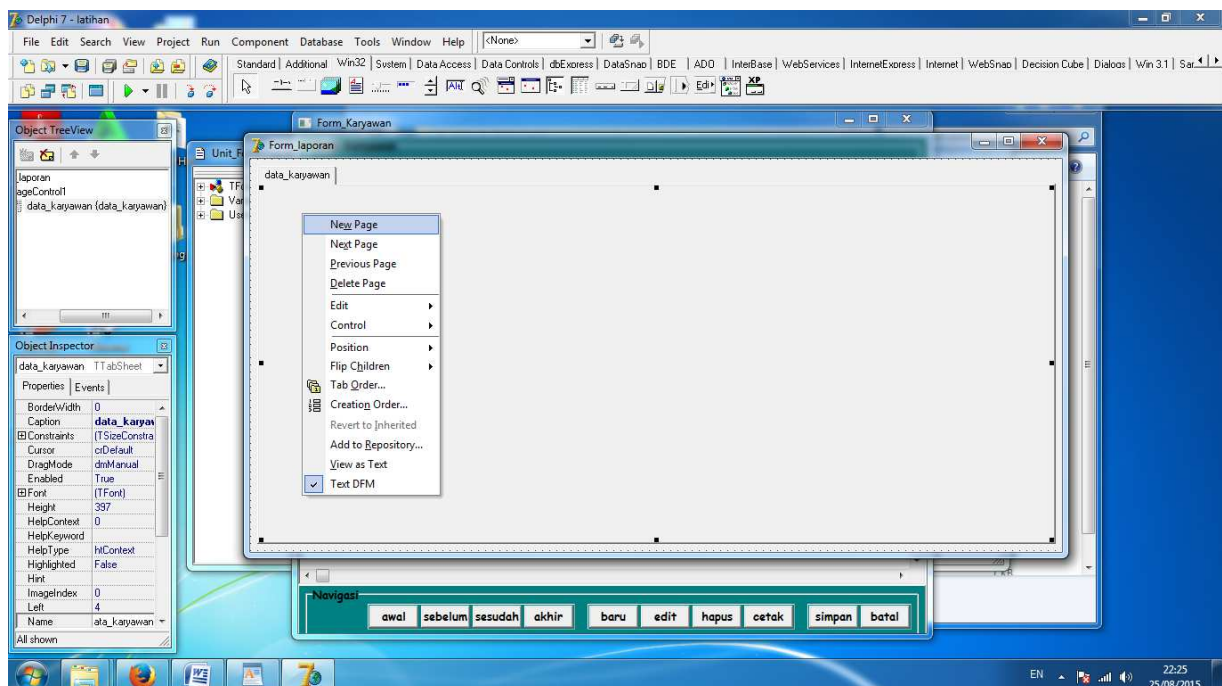 Delphi 7 - latihan
File Edit Search View Project Run Component Database Tools Window Help <None>
Standard Additional Win32 System Data Access Data Controls dbExpress DataSnap BDE ADO InterBase WebServices InternetExpress Internet WebSnap Decision Cube Dialogs Win 3.1
Form_Karyawan
Object TreeView
Form_laporan
data_karyawan
laporan
ageControl1
data_karyawan {data_karyawan}
New Page
Next Page
Previous Page
Delete Page
Edit
Control
Position
Flip Children
Tab Order...
Creation Order...
Revert to Inherited
Add to Repository...
View as Text
Text DFM
Object Inspector
data_karyawan TTabSheet
Properties Events
BorderWidth 0
Caption data_karyaw
Constraints (TSizeConstra
Cursor crDefault
DragMode dmManual
Enabled True
Font (TFont)
Height 397
HelpContext 0
HelpKeyword
HelpType htContext
Highlighted False
Hint
ImageIndex 0
Left 4
Name ata_karyawan
All shown
Navigasi
awal sebelum sesudah akhir baru edit hapus cetak simpan batal
EN 22:25
25/08/2015